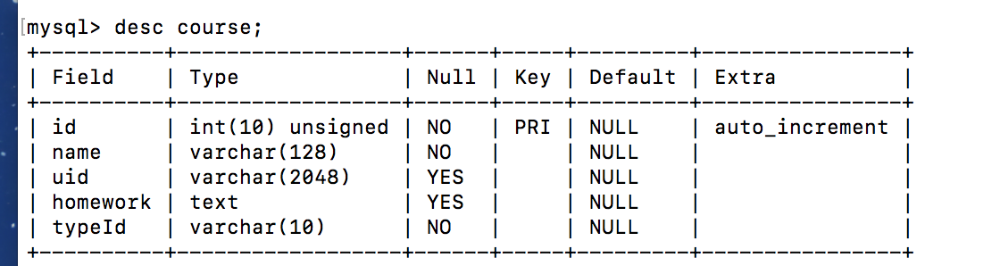 [mysql> desc course;
+----------+------------------+------+-----+---------+----------------+
| Field    | Type             | Null | Key | Default | Extra          |
+----------+------------------+------+-----+---------+----------------+
| id       | int(10) unsigned | NO   | PRI | NULL    | auto_increment |
| name     | varchar(128)     | NO   |     | NULL    |                |
| uid      | varchar(2048)    | YES  |     | NULL    |                |
| homework | text             | YES  |     | NULL    |                |
| typeId   | varchar(10)      | NO   |     | NULL    |                |
+----------+------------------+------+-----+---------+----------------+